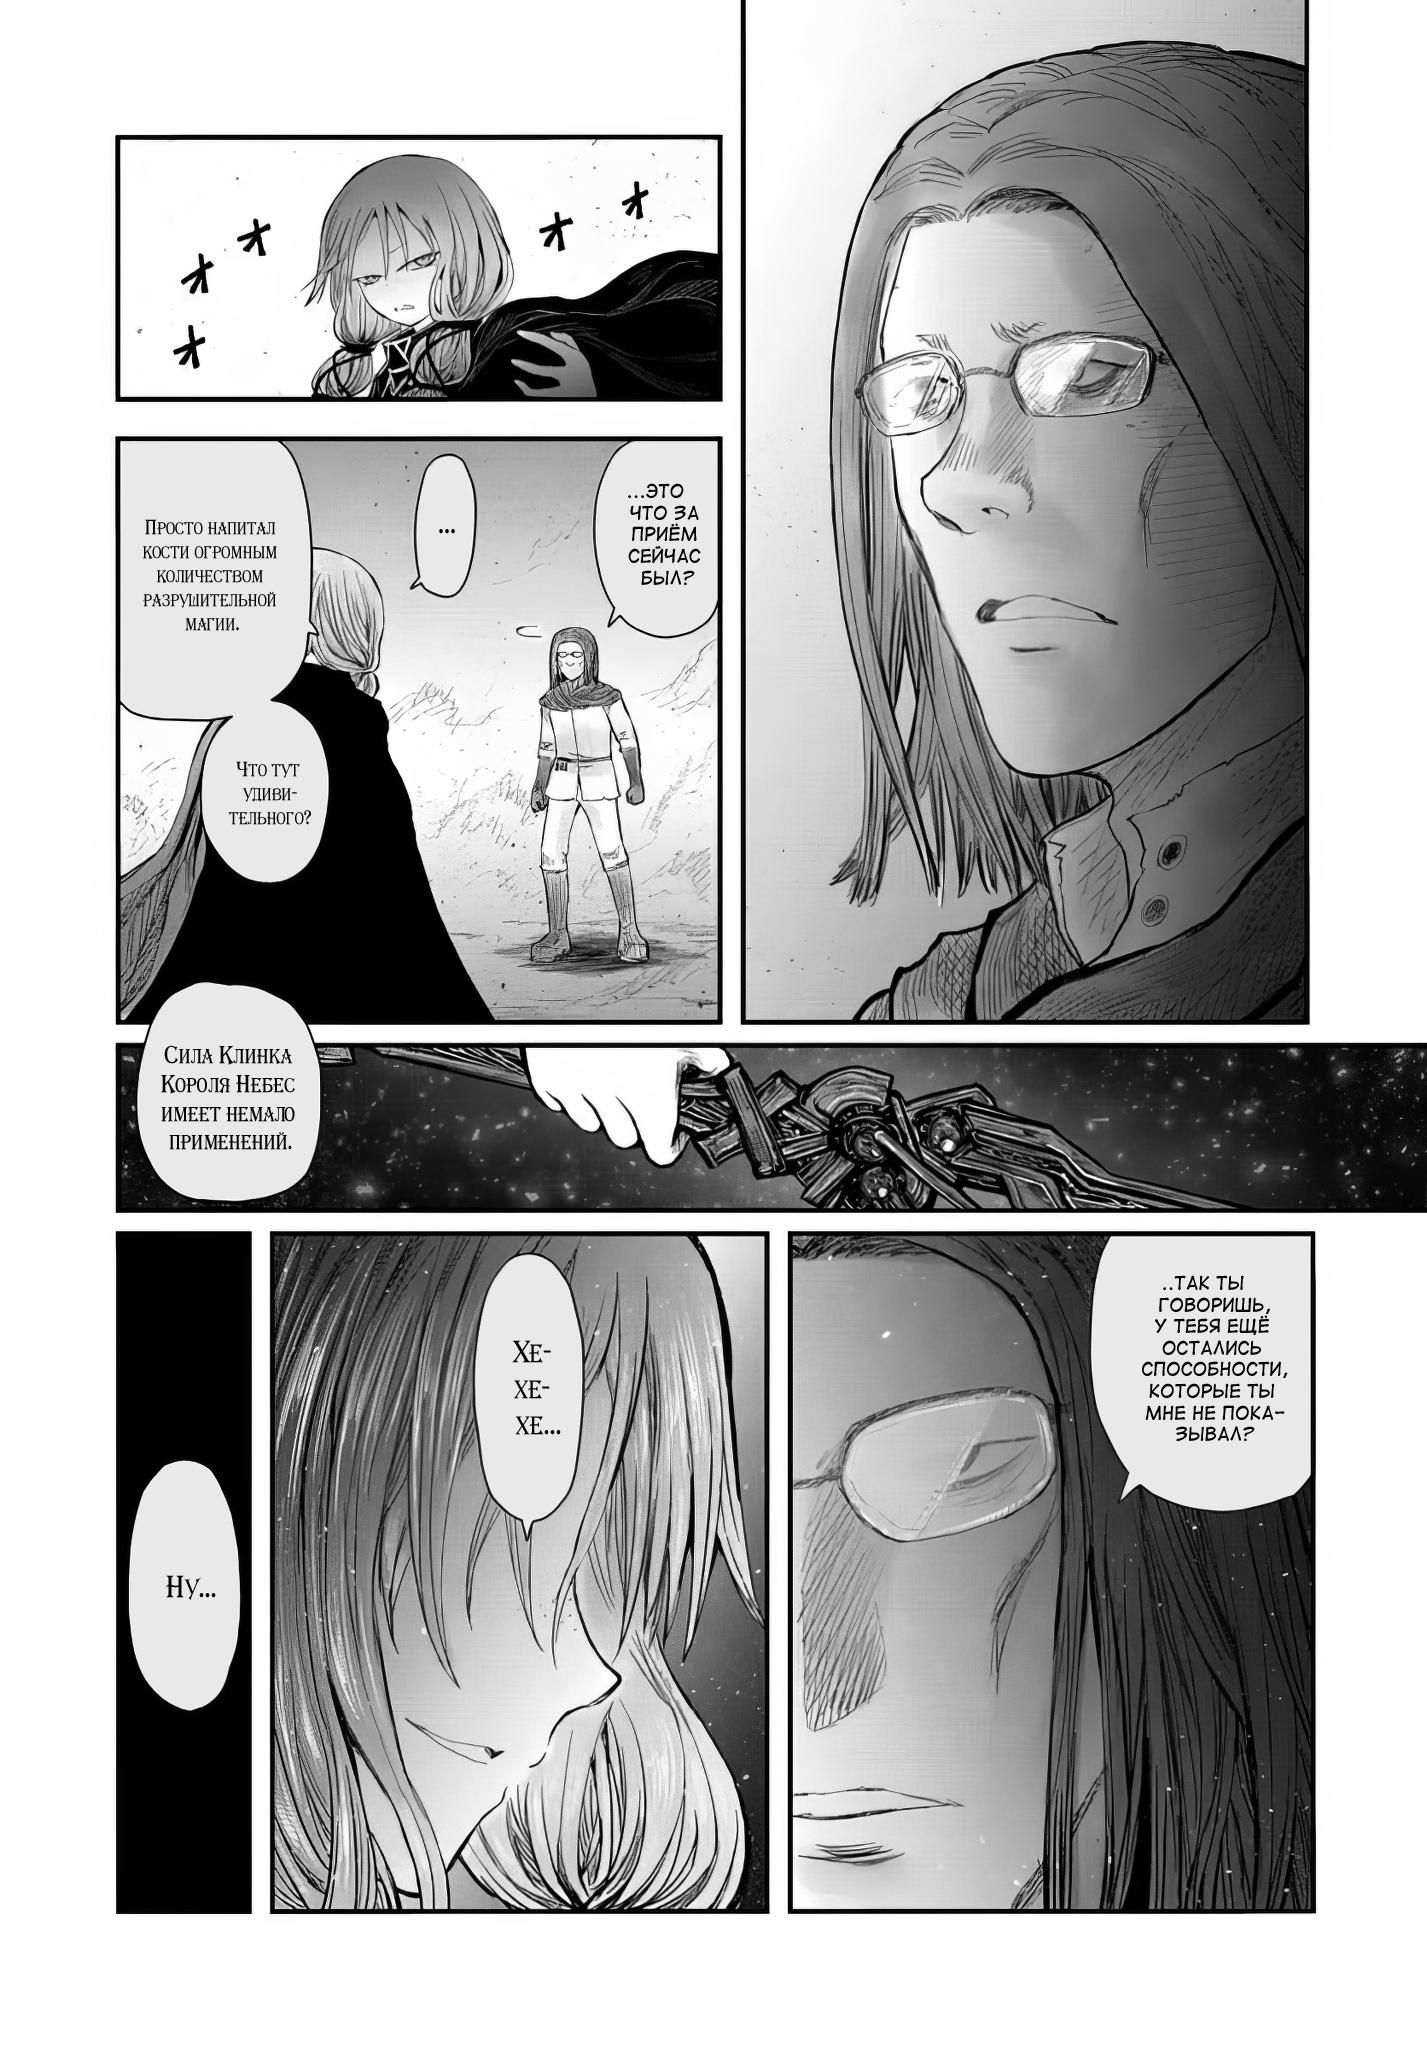 ...ЭТО
ЧТО ЗА
ПРИЁМ
СЕЙЧАС
БЫЛ?
...
Просто напитал
кости огромным
количеством
разрушительной
магии.
Что тут
удиви-
тельного?
Сила Клинка
Короля Небес
имеет немало
применений.
..ТАК ТЫ
ГОВОРИШЬ,
У ТЕБЯ ЕЩЁ
ОСТАЛИСЬ
СПОСОБНОСТИ,
КОТОРЫЕ ТЫ
МНЕ НЕ ПОКА-
ЗЫВАЛ?
Хе-
хе-
хе...
Ну...